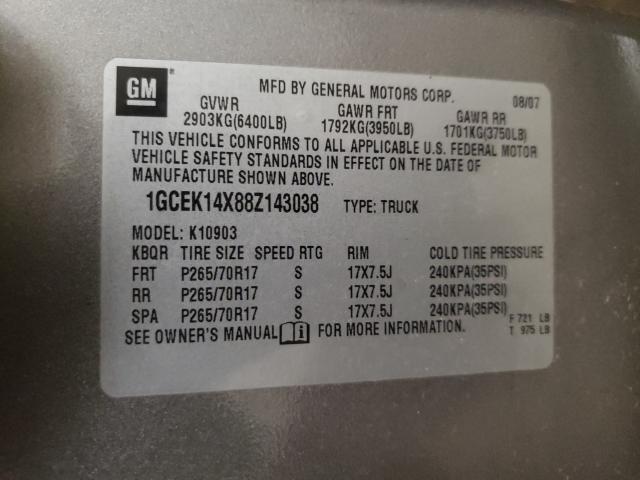 GM
MFD BY GENERAL MOTORS CORP. 08/07
GVWR GAWR FRT GAWR RR
2903KG(6400LB) 1792KG(3950LB) 1701KG(3750LB)
THIS VEHICLE CONFORMS TO ALL APPLICABLE U.S. FEDERAL MOTOR
VEHICLE SAFETY STANDARDS IN EFFECT ON THE DATE OF
MANUFACTURE SHOWN ABOVE.
1GCEK14X88Z143038 TYPE: TRUCK
MODEL: K10903
KBQR TIRE SIZE SPEED RTG RIM COLD TIRE PRESSURE
FRT P265/70R17 S 17X7.5J 240KPA(35PSI)
RR P265/70R17 S 17X7.5J 240KPA(35PSI)
SPA P265/70R17 S 17X7.5J 240KPA(35PSI) F 721 LB
SEE OWNER'S MANUAL FOR MORE INFORMATION. T 975 LB